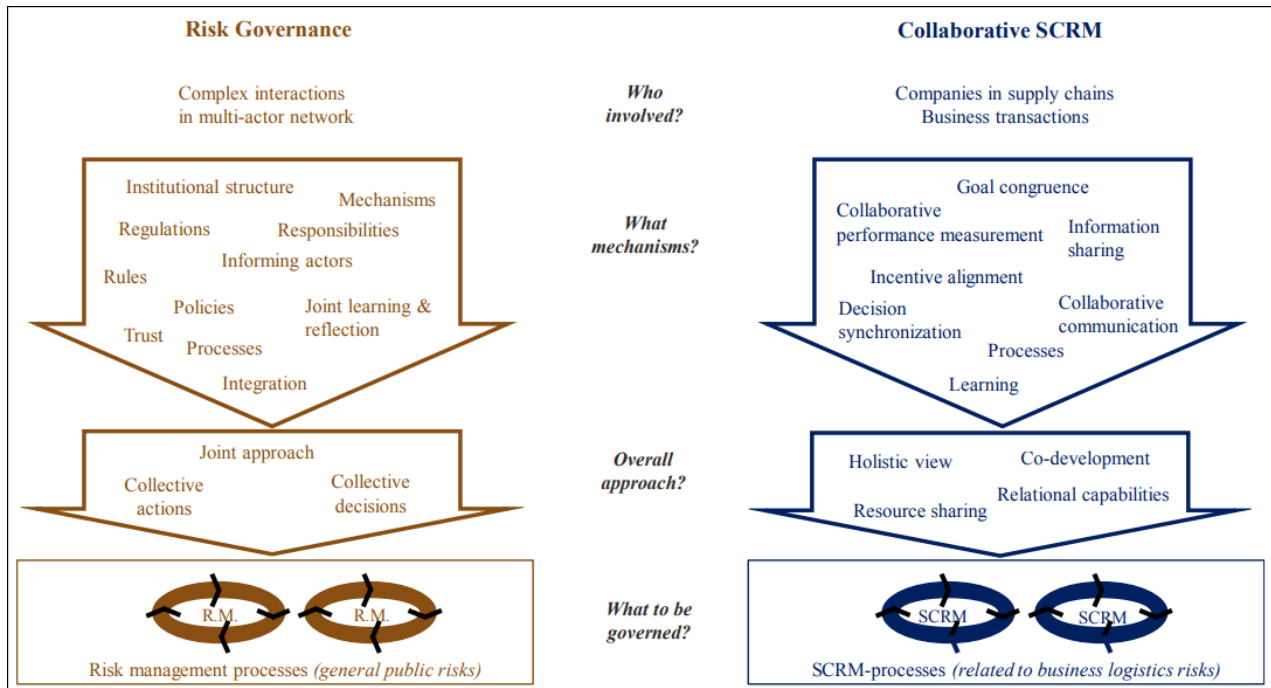 Risk Governance
Collaborative SCRM
Complex interactions
in multi-actor network
Who
involved?
Companies in supply chains
Business transactions
Institutional structure
Mechanisms
Regulations
Responsibilities
Informing actors
Rules
Policies
Joint learning &
reflection
Trust
Processes
Integration
What
mechanisms?
Goal congruence
Collaborative
performance measurement
Information
sharing
Incentive alignment
Decision
synchronization
Collaborative
communication
Processes
Learning
Joint approach
Collective
actions
Collective
decisions
Overall
approach?
Holistic view
Co-development
Relational capabilities
Resource sharing
R.M.
R.M.
Risk management processes (general public risks)
What to be
governed?
SCRM
SCRM
SCRM-processes (related to business logistics risks)